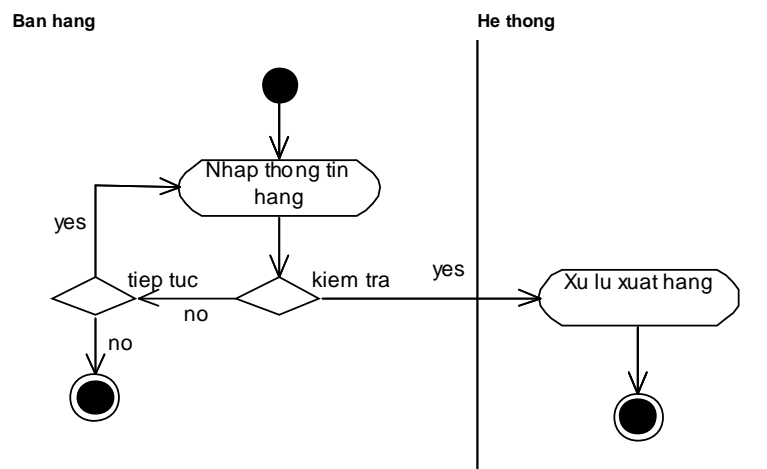 Ban hang
He thong
Nhap thong tin
hang
yes
tiep tuc
kiem tra
yes
Xu lu xuat hang
no
no